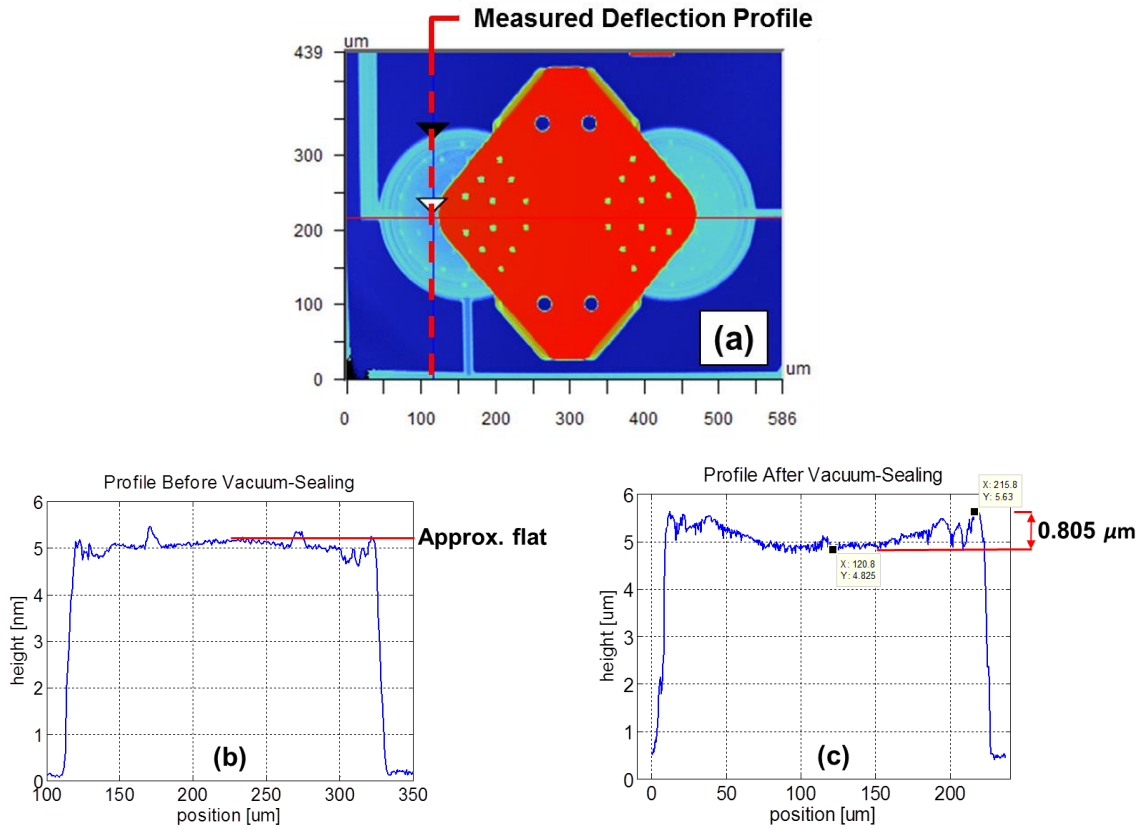 Measured Deflection Profile
um
439
300
200
100
0
(a)
um
0 100 200 300 400 500 586
Profile Before Vacuum-Sealing
6
5
4
3
2
1
0
height [nm]
Approx. flat
(b)
100 150 200 250 300 350
position [um]
Profile After Vacuum-Sealing
6
5
4
3
2
1
0
height [um]
X: 215.8
Y: 5.63
0.805 μm
X: 120.8
Y: 4.825
(c)
0 50 100 150 200
position [um]